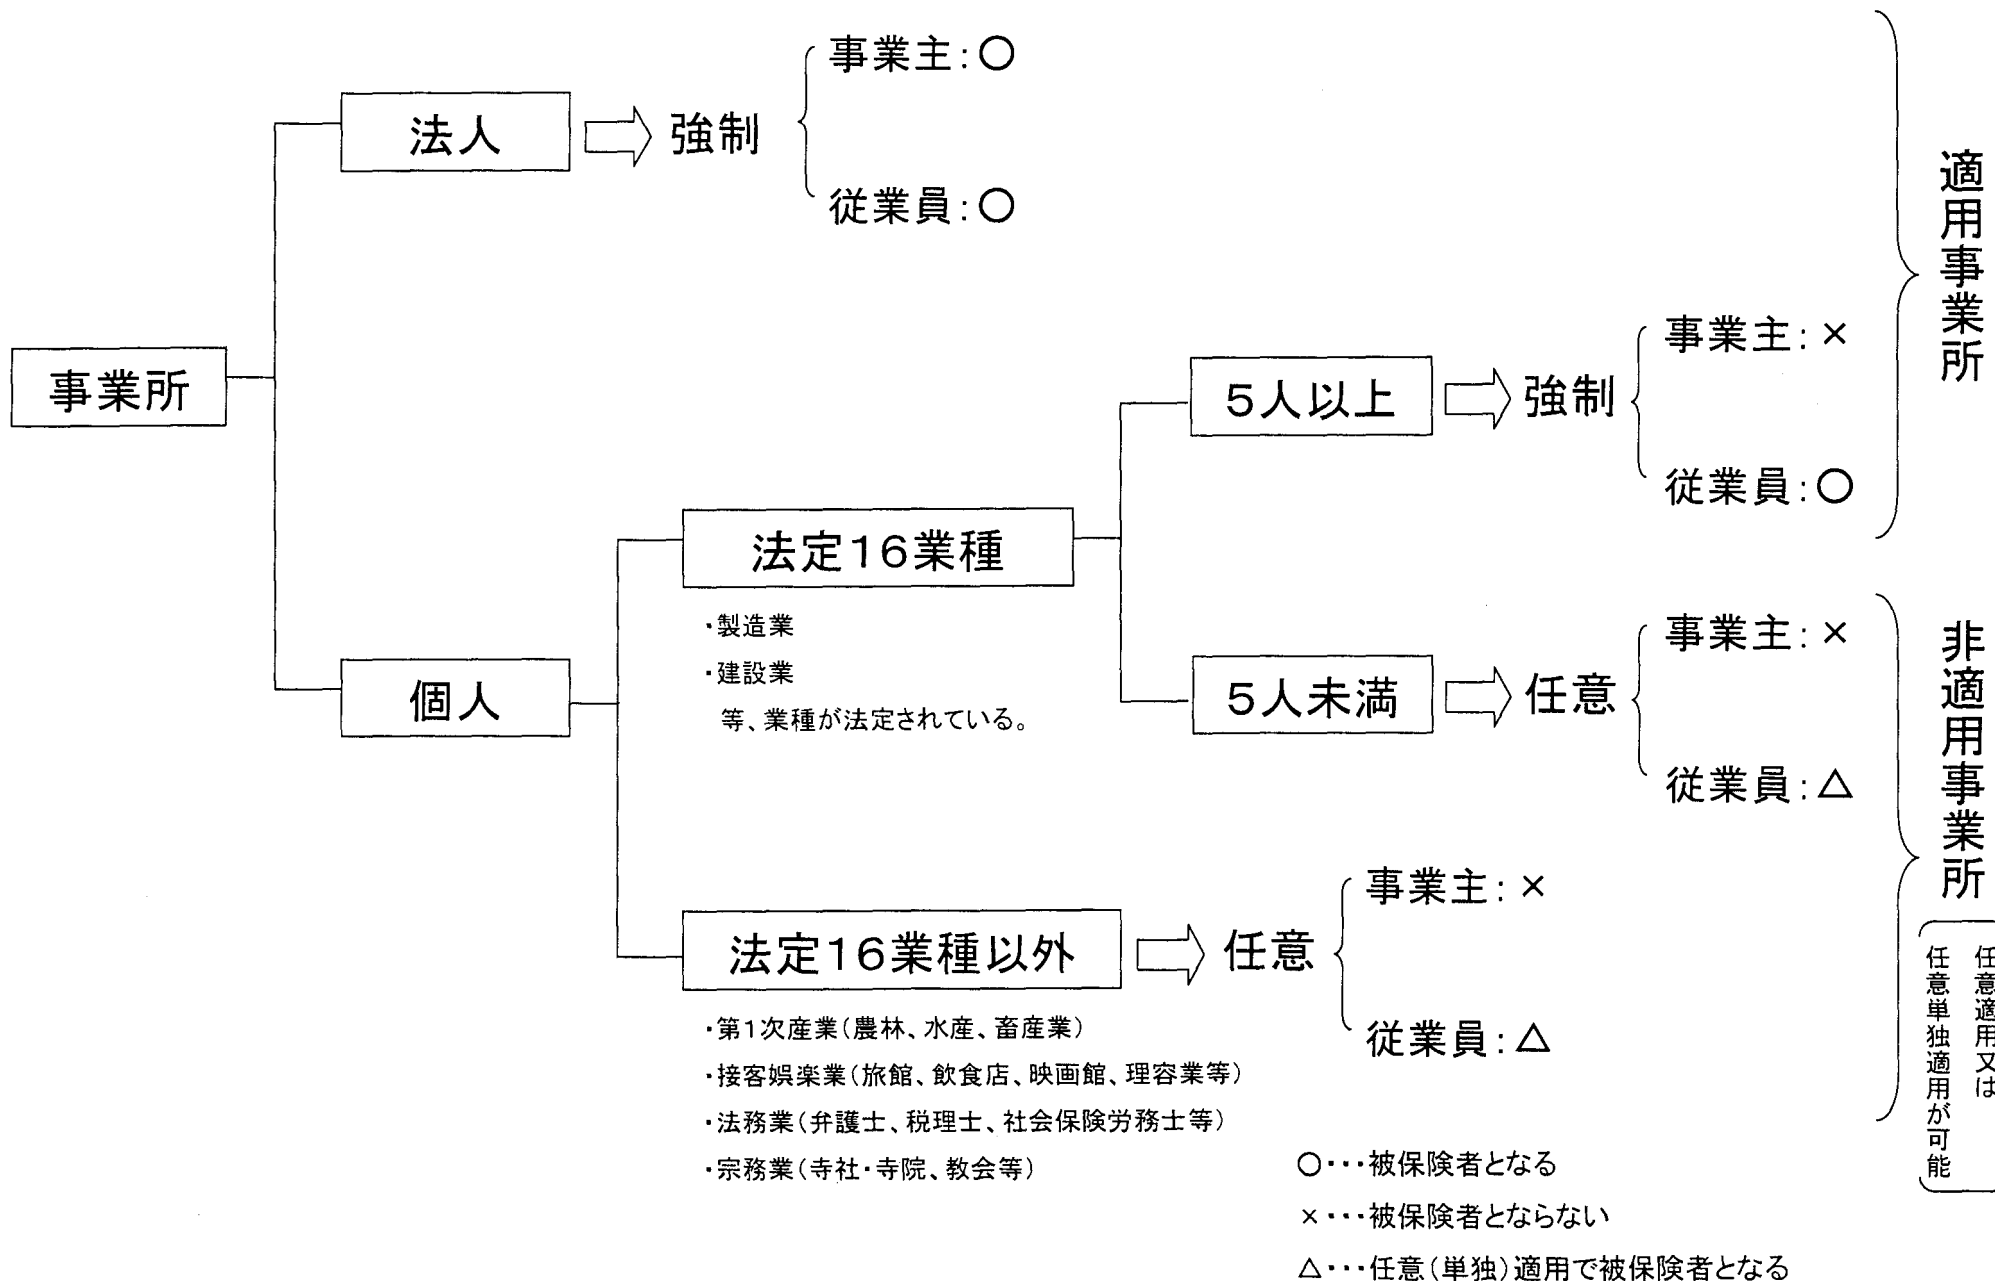 事業所
法人
強制
事業主:○
従業員:○
個人
法定16業種
・製造業
・建設業
等、業種が法定されている。
5人以上
強制
事業主:×
従業員:○
5人未満
任意
事業主:×
従業員:△
法定16業種以外
・第1次産業(農林、水産、畜産業)
・接客娯楽業(旅館、飲食店、映画館、理容業等)
・法務業(弁護士、税理士、社会保険労務士等)
・宗務業(寺社・寺院、教会等)
任意
事業主:×
従業員:△
適用事業所
非適用事業所
任意適用又は
任意単独適用が可能
○・・・被保険者となる
×・・・被保険者とならない
△・・・任意(単独)適用で被保険者となる